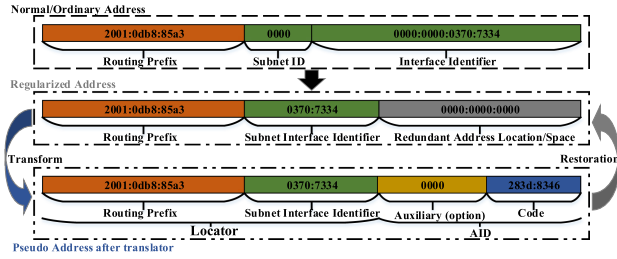 Normal/Ordinary Address
2001:0db8:85a3 0000 0000:0000:0370:7334
Routing Prefix Subnet ID Interface Identifier
Regularized Address
2001:0db8:85a3 0370:7334 0000:0000:0000
Routing Prefix Subnet Interface Identifier Redundant Address Location/Space
Transform Restoration
2001:0db8:85a3 0370:7334 0000 283d:8346
Routing Prefix Subnet Interface Identifier Auxiliary (option) Code
Locator AID
Pseudo Address after translator